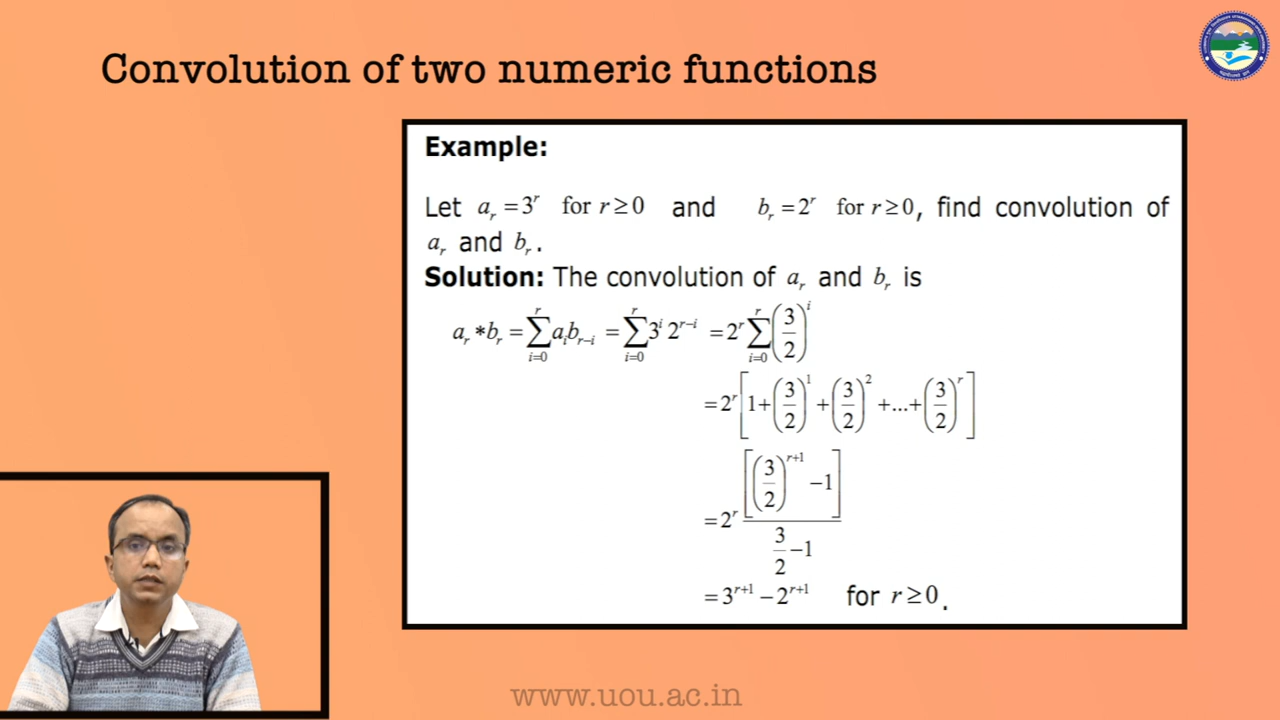 Convolution of two numeric functions
Example:
Let a_r = 3^r for r ≥ 0 and b_r = 2^r for r ≥ 0, find convolution of
a_r and b_r.
Solution: The convolution of a_r and b_r is
a_r * b_r = ∑_{i=0}^{r} a_i b_{r−i} = ∑_{i=0}^{r} 3^i 2^{r−i} = 2^r ∑_{i=0}^{r} (3/2)^i
= 2^r [1 + (3/2)^1 + (3/2)^2 + ... + (3/2)^r]
= 2^r [(3/2)^{r+1} − 1] / (3/2 − 1)
= 3^{r+1} − 2^{r+1} for r ≥ 0.
www.uou.ac.in